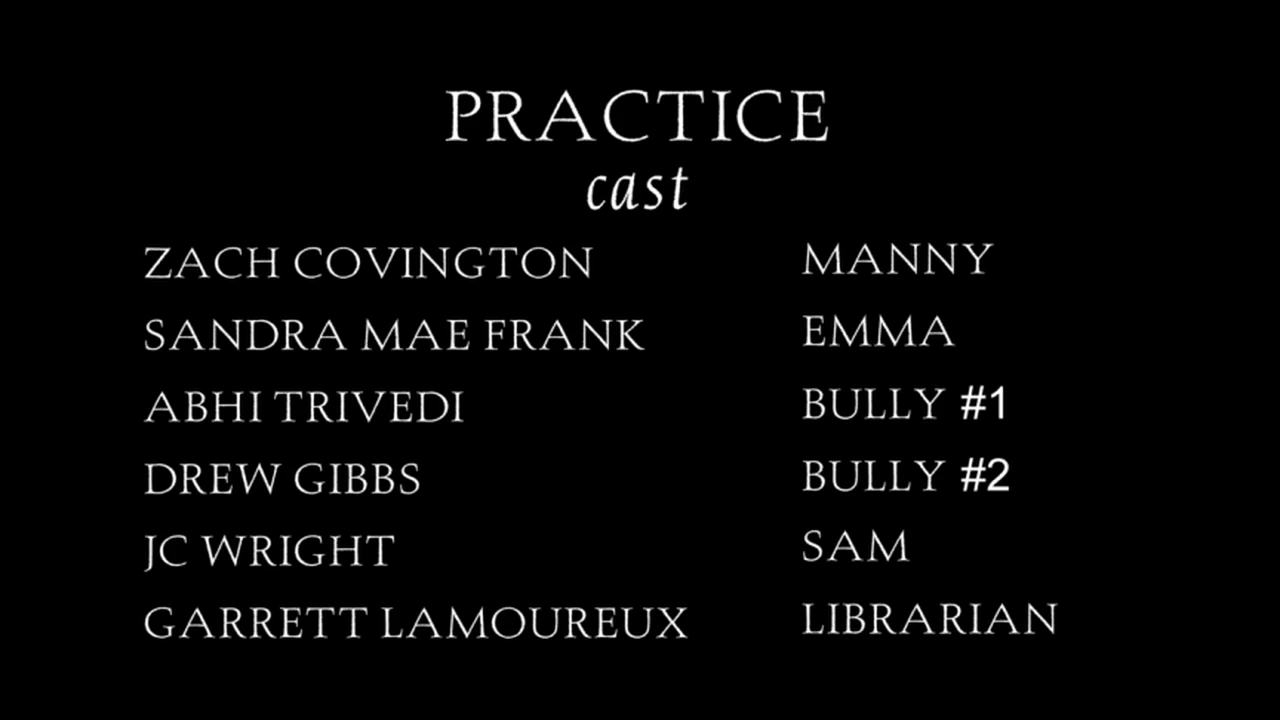 PRACTICE
cast
ZACH COVINGTON MANNY
SANDRA MAE FRANK EMMA
ABHI TRIVEDI BULLY #1
DREW GIBBS BULLY #2
JC WRIGHT SAM
GARRETT LAMOUREUX LIBRARIAN